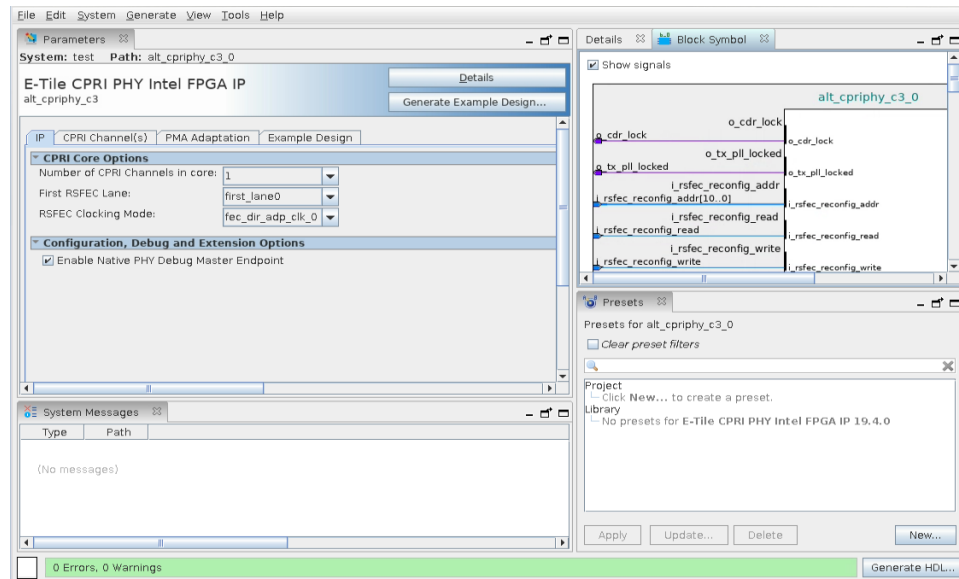 File Edit System Generate View Tools Help
Parameters
System: test Path: alt_cpriphy_c3_0
E-Tile CPRI PHY Intel FPGA IP
alt_cpriphy_c3
Details
Generate Example Design...
IP CPRI Channel(s) PMA Adaptation Example Design
CPRI Core Options
Number of CPRI Channels in core: 1
First RSFEC Lane: first_lane0
RSFEC Clocking Mode: fec_dir_adp_clk_0
Configuration, Debug and Extension Options
Enable Native PHY Debug Master Endpoint
System Messages
Type Path
(No messages)
0 Errors, 0 Warnings
Details Block Symbol
Show signals
alt_cpriphy_c3_0
o_cdr_lock
o_cdr_lock
o_cdr_lock
o_tx_pll_locked
o_tx_pll_locked
o_tx_pll_locked
i_rsfec_reconfig_addr
i_rsfec_reconfig_addr[10..0]
i_rsfec_reconfig_addr
i_rsfec_reconfig_read
i_rsfec_reconfig_read
i_rsfec_reconfig_read
i_rsfec_reconfig_write
i_rsfec_reconfig_write
i_rsfec_reconfig_write
Presets
Presets for alt_cpriphy_c3_0
Clear preset filters
Project
Click New... to create a preset.
Library
No presets for E-Tile CPRI PHY Intel FPGA IP 19.4.0
Apply Update... Delete New...
Generate HDL...